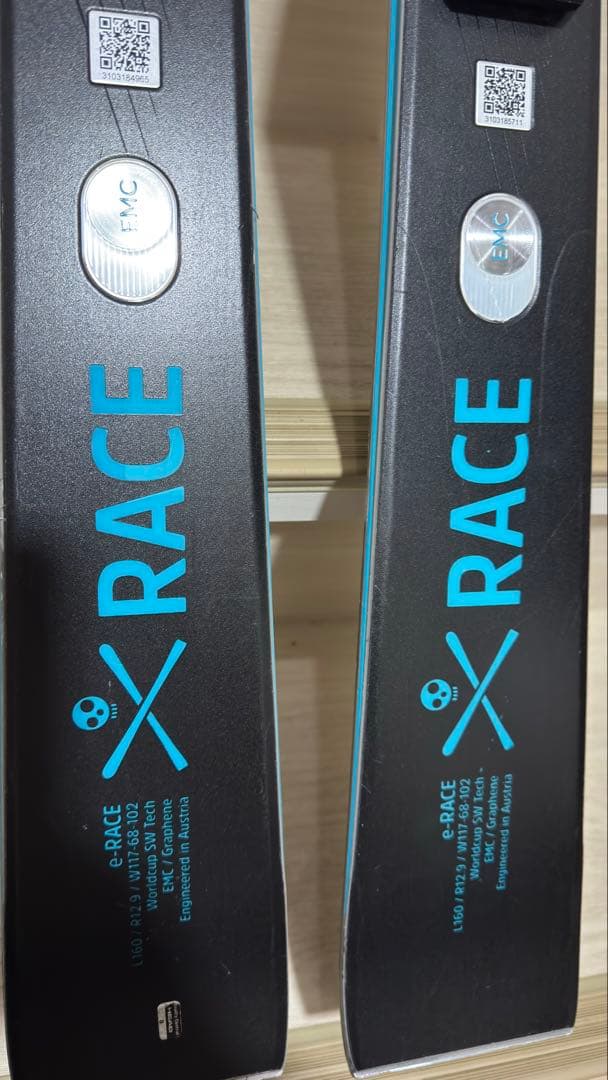 3103184965
EMC
RACE
e-RACE
L160 / R12.9 / W117-68-102
Worldcup SW Tech
EMC / Graphene
Engineered in Austria
HEAD
3103185711
EMC
RACE
e-RACE
L160 / R12.9 / W117-68-102
Worldcup SW Tech
EMC / Graphene
Engineered in Austria